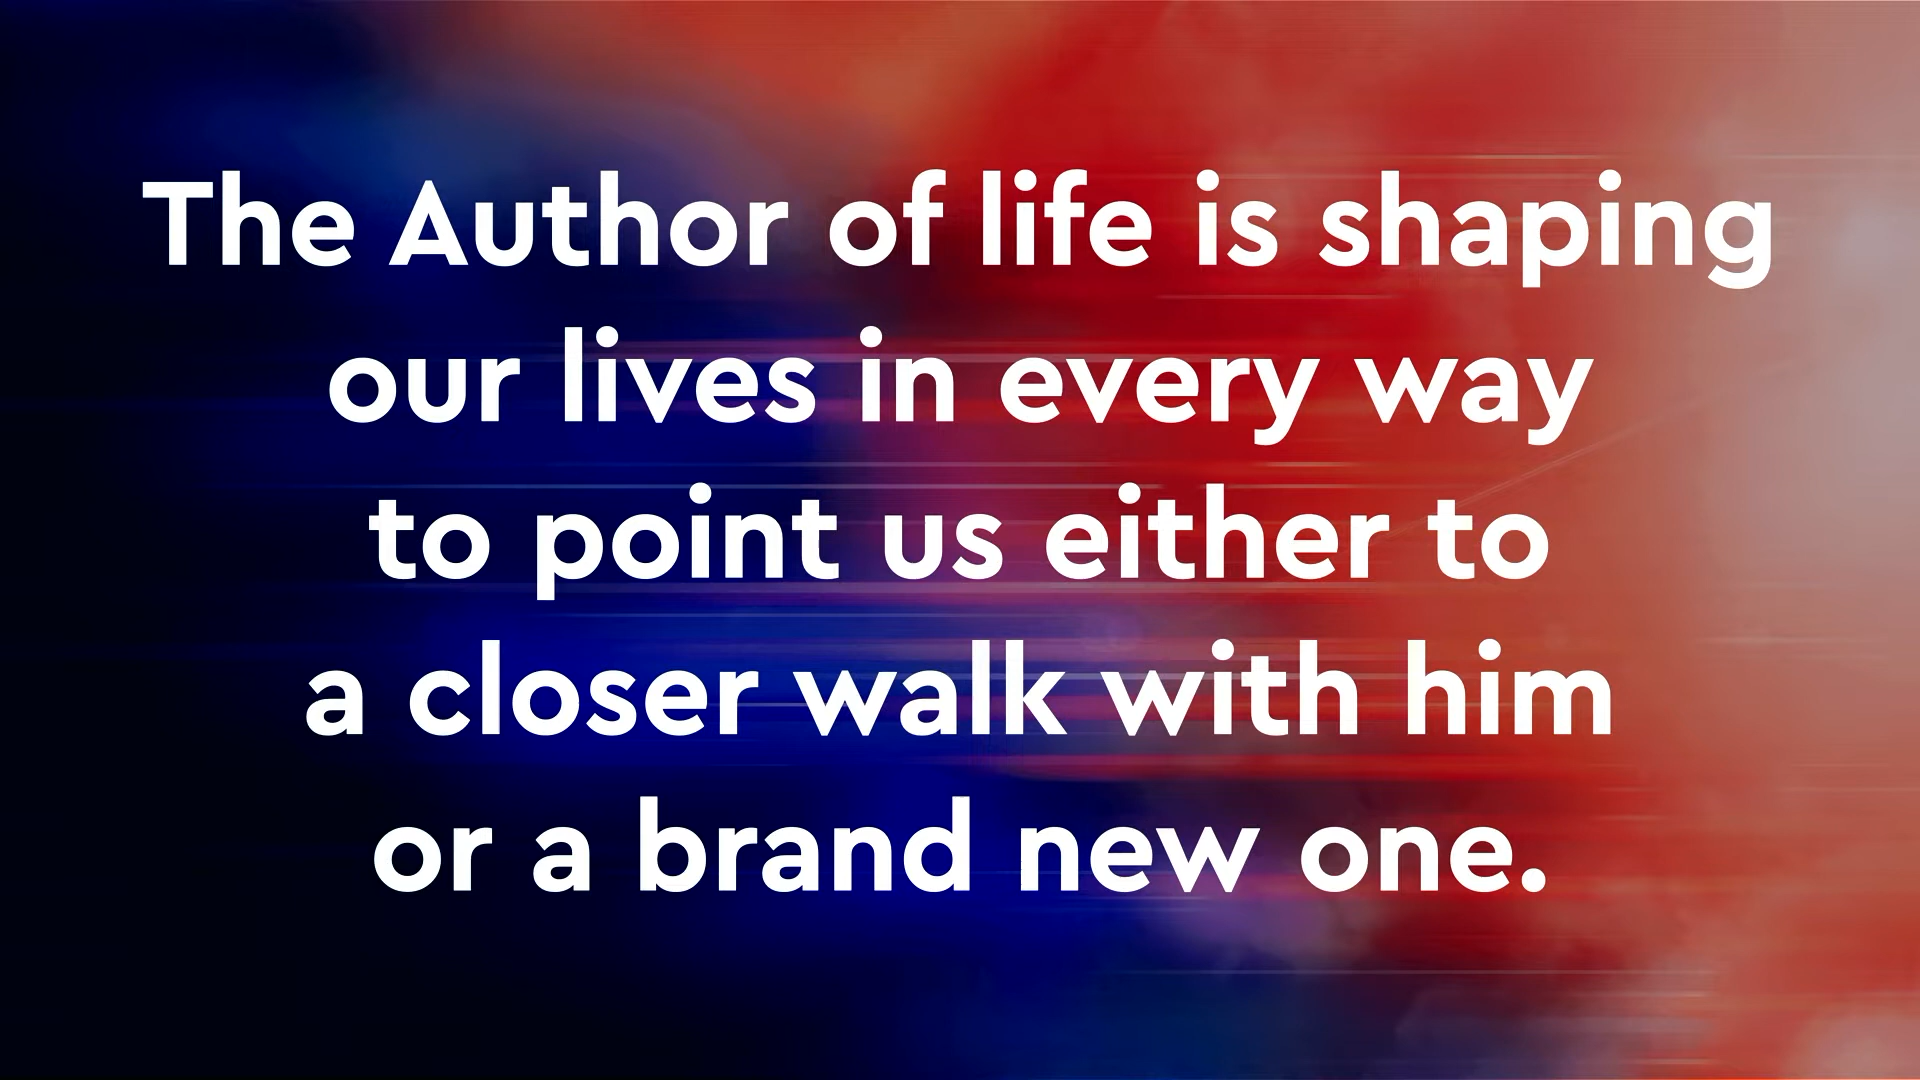 The Author of life is shaping
our lives in every way
to point us either to
a closer walk with him
or a brand new one.